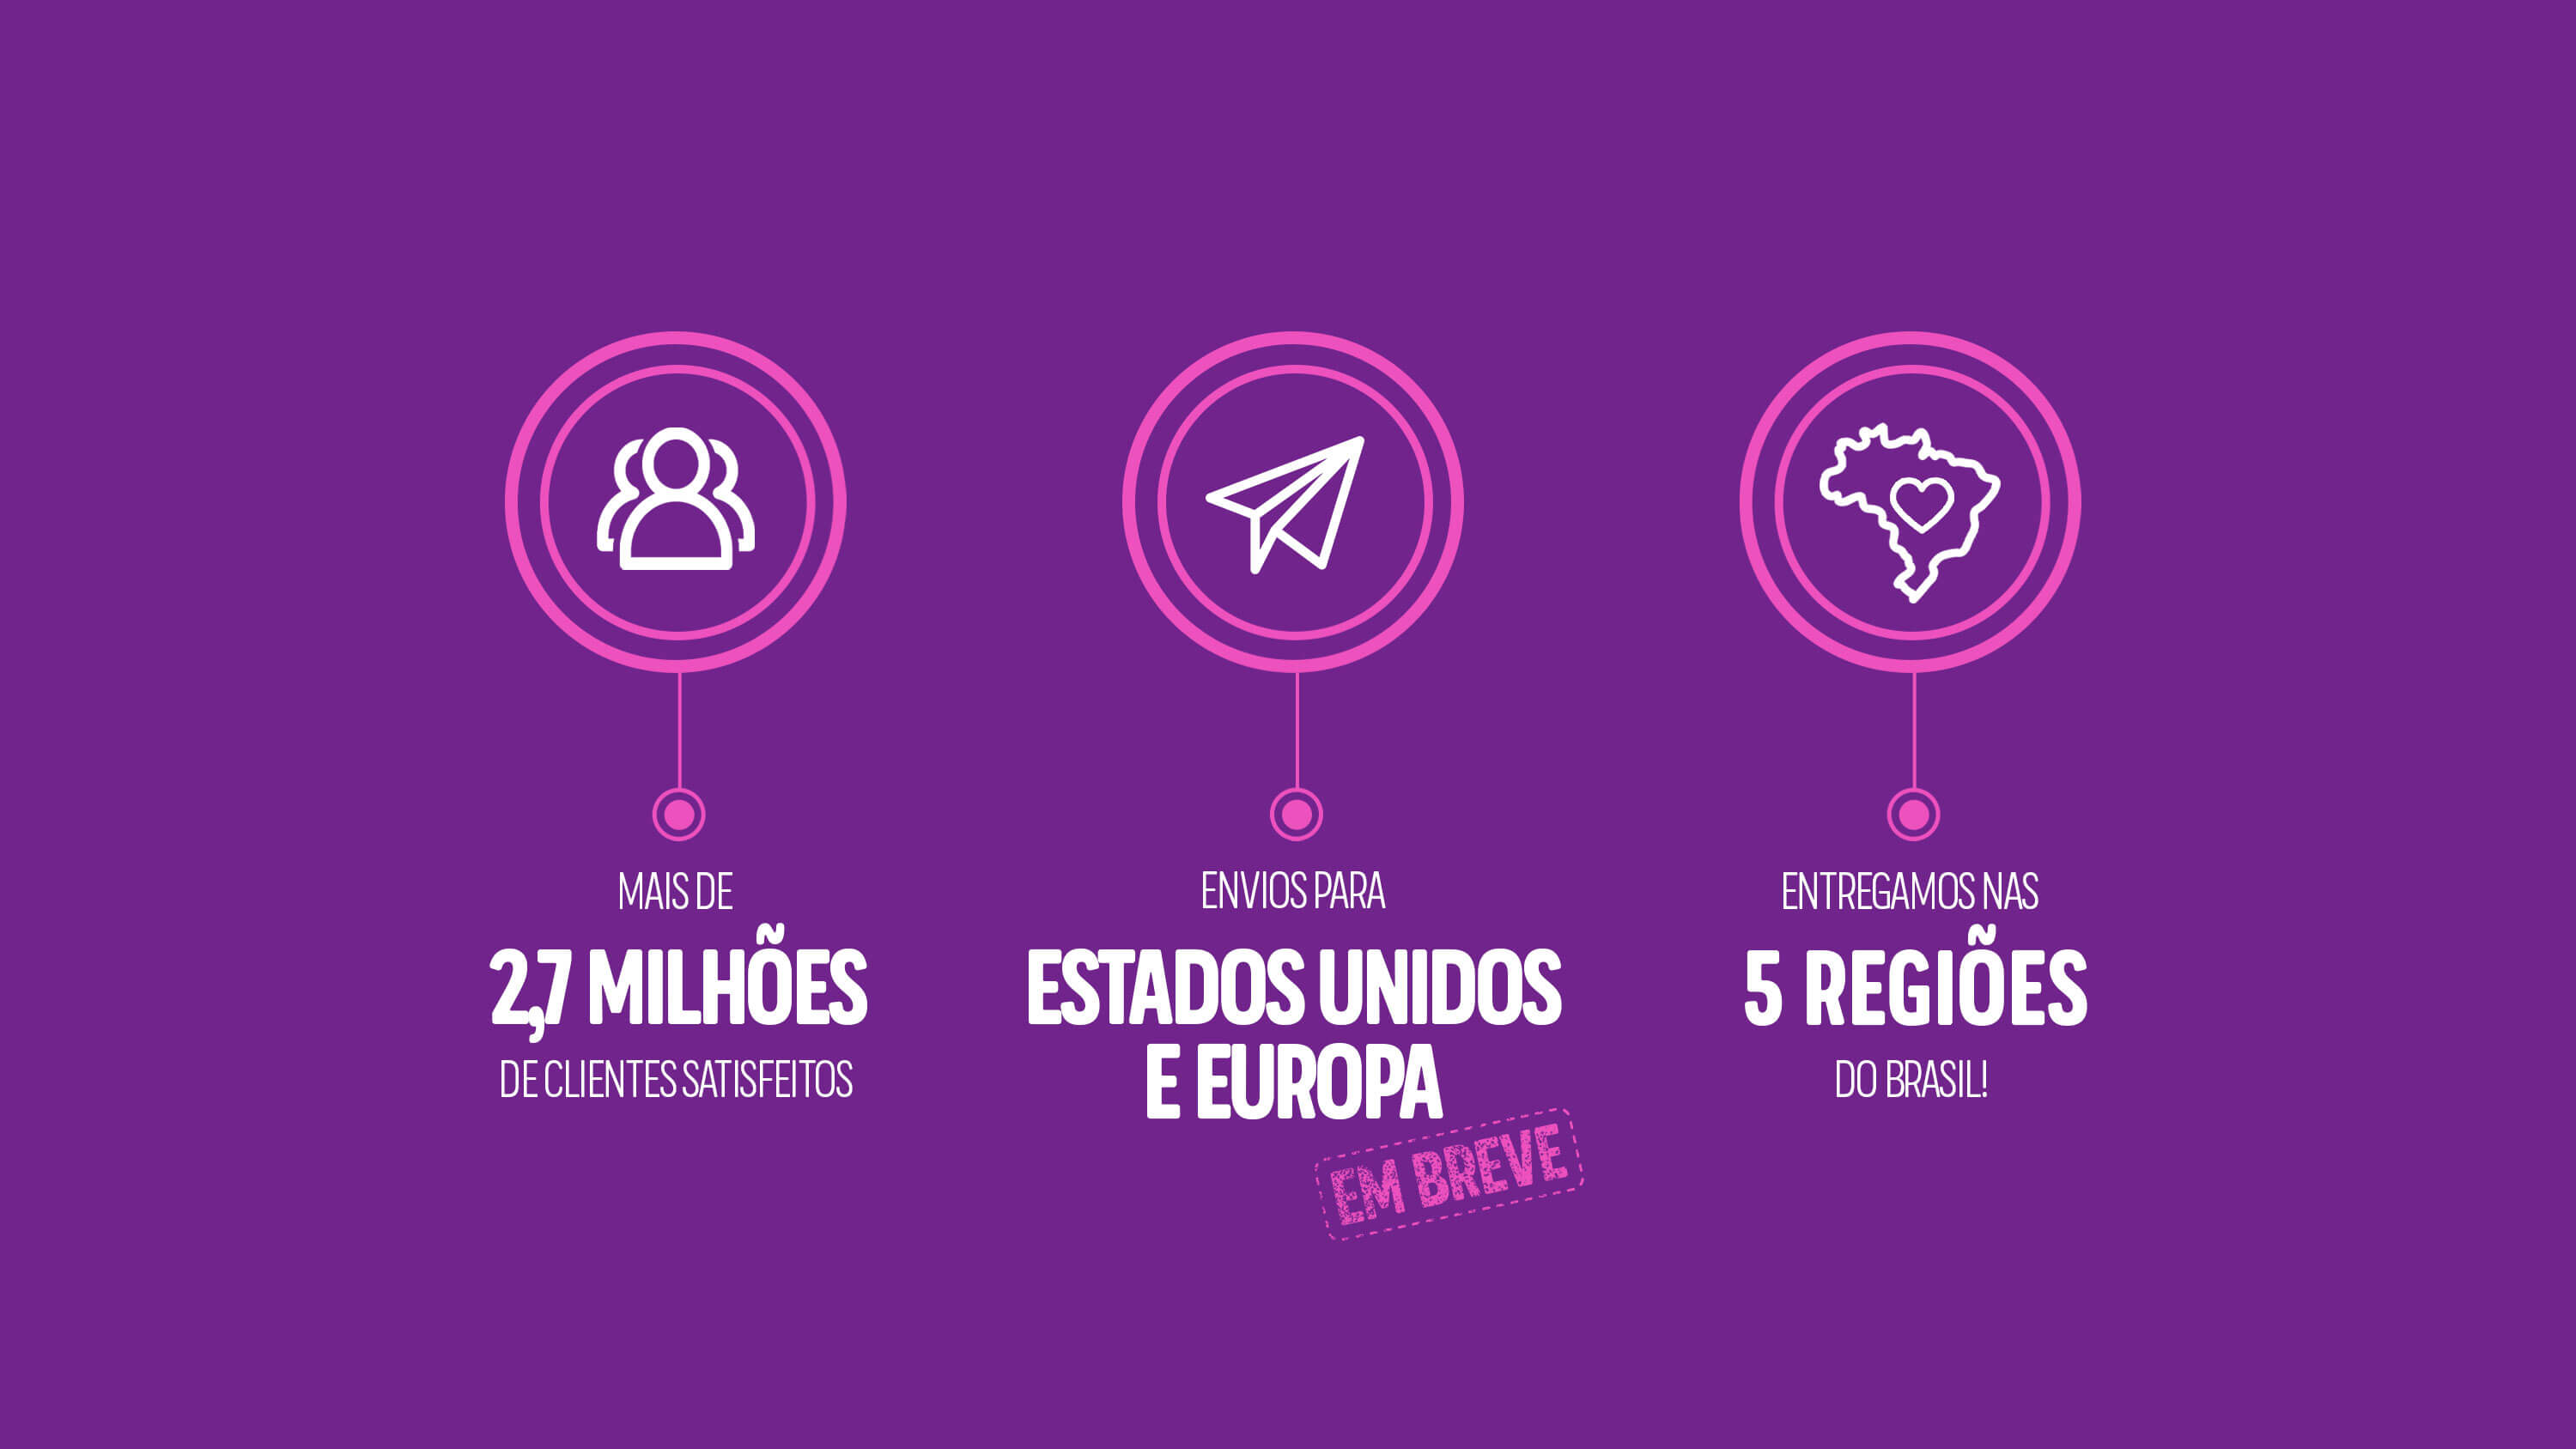 MAIS DE
2,7 MILHÕES
DE CLIENTES SATISFEITOS
ENVIOS PARA
ESTADOS UNIDOS
E EUROPA
EM BREVE
ENTREGAMOS NAS
5 REGIÕES
DO BRASIL!